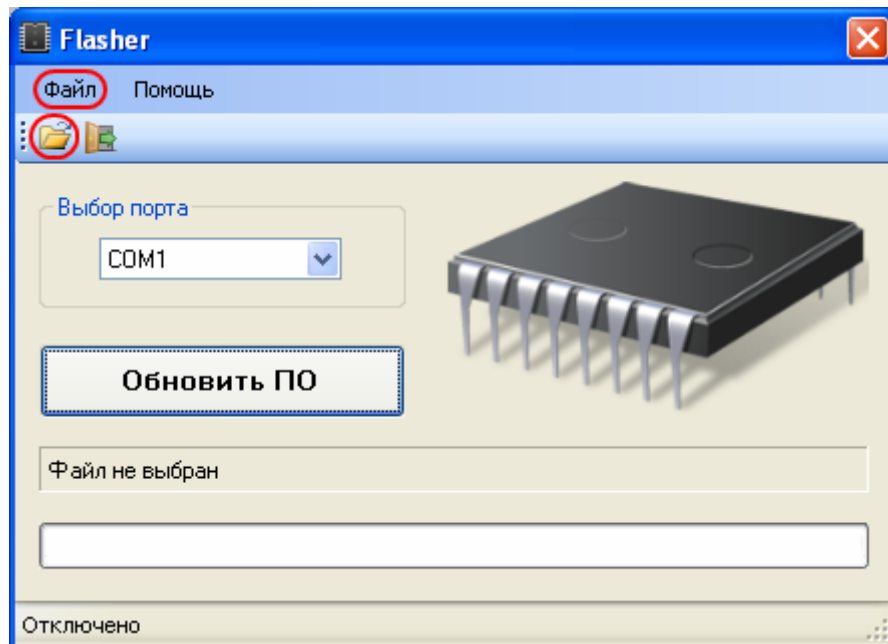 Flasher
Файл Помощь
Выбор порта
COM1
Обновить ПО
Файл не выбран
Отключено